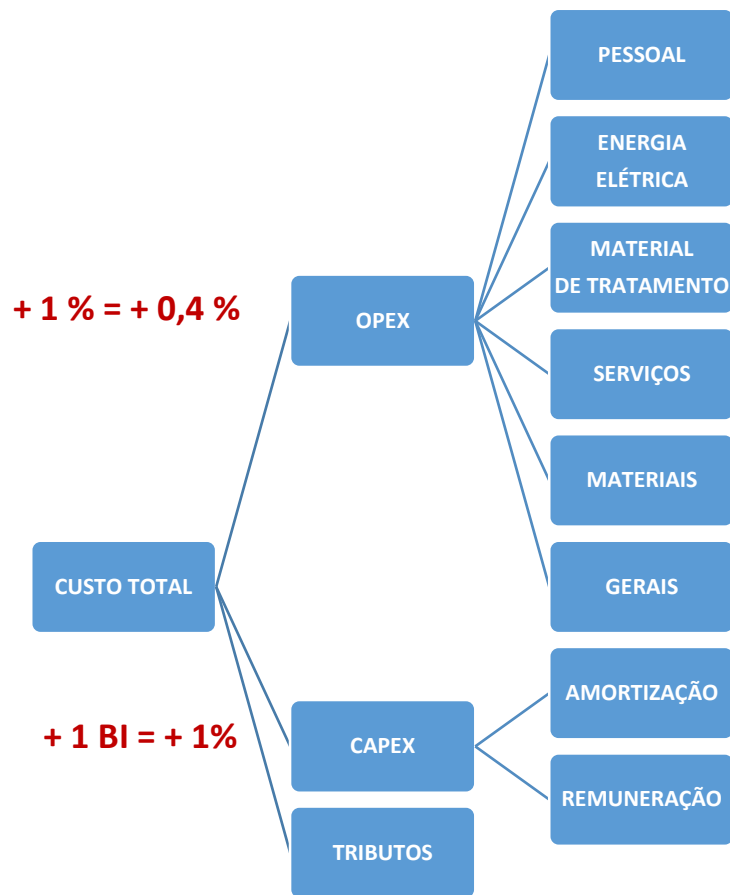 PESSOAL
ENERGIA
ELÉTRICA
MATERIAL
DE TRATAMENTO
+ 1 % = + 0,4 %
OPEX
SERVIÇOS
MATERIAIS
CUSTO TOTAL
GERAIS
AMORTIZAÇÃO
+ 1 BI = + 1%
CAPEX
REMUNERAÇÃO
TRIBUTOS